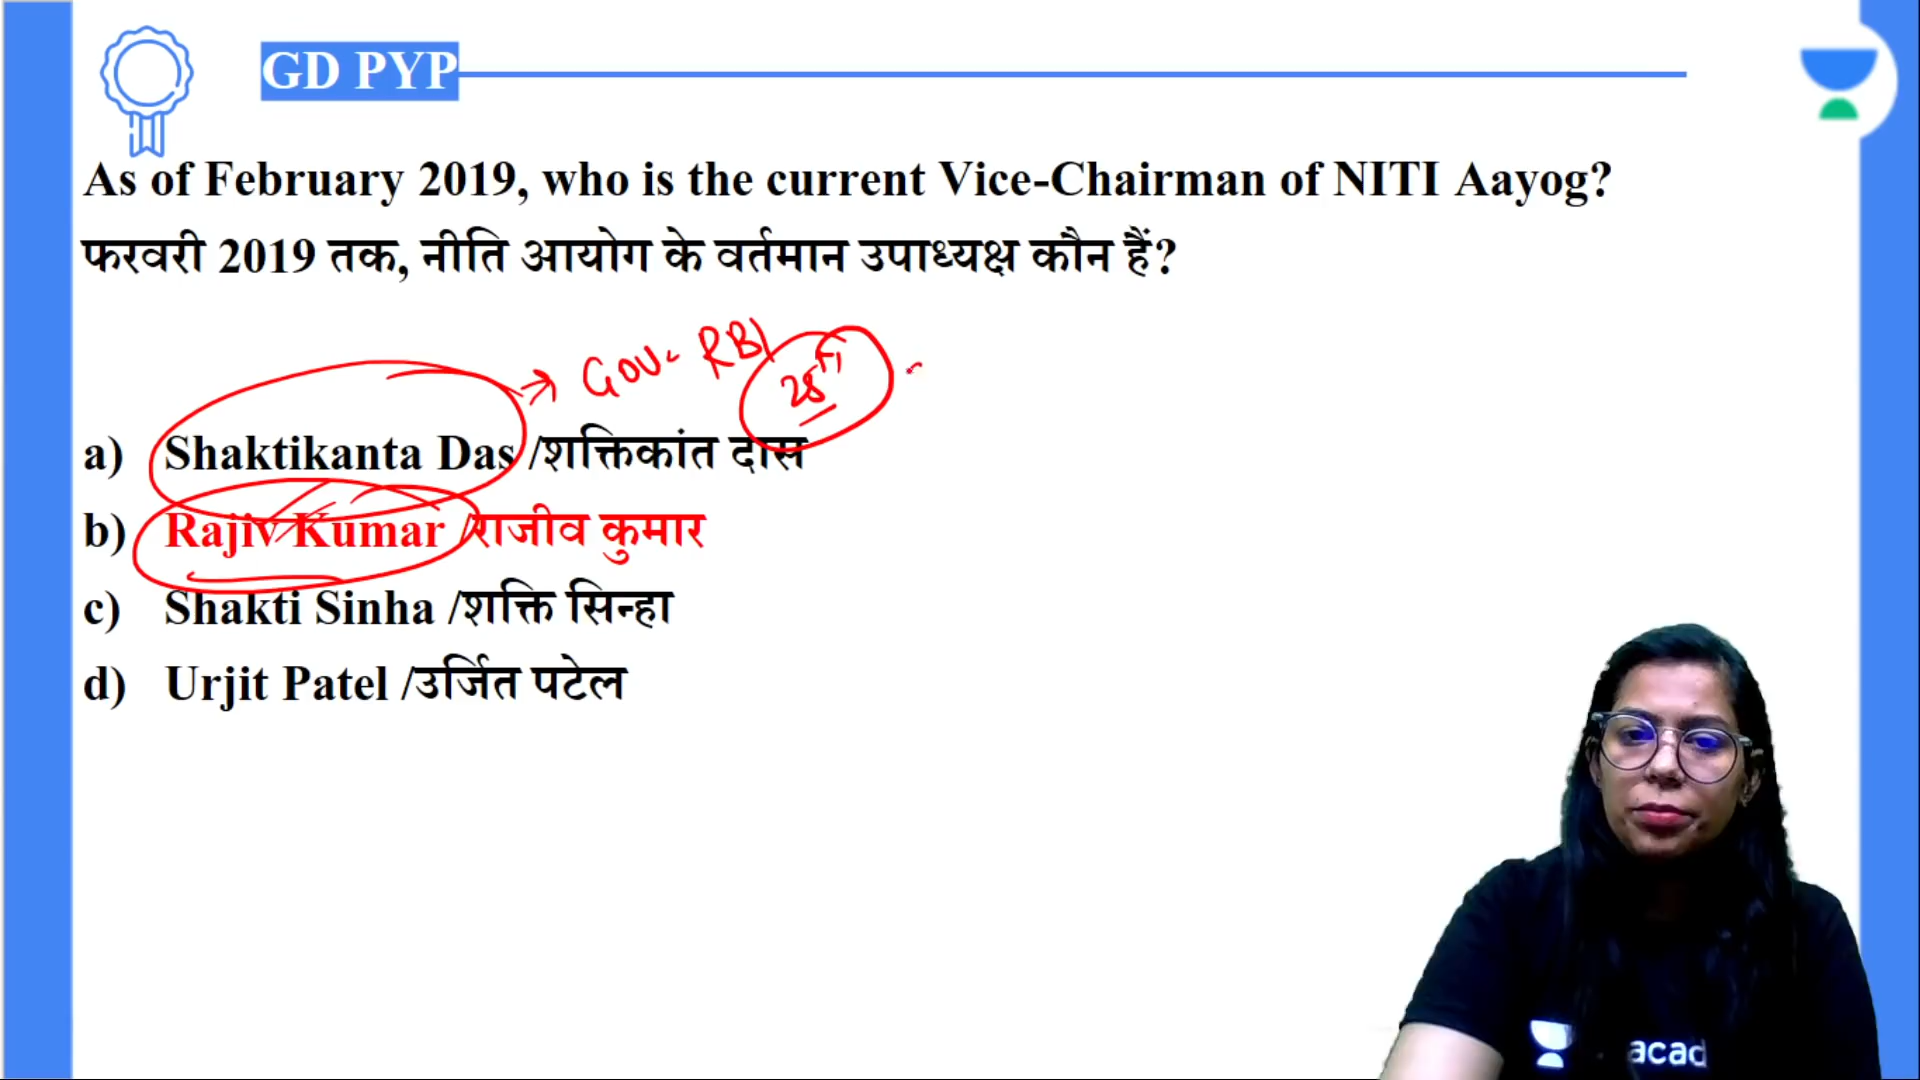 GD PYP
As of February 2019, who is the current Vice-Chairman of NITI Aayog?
फरवरी 2019 तक, नीति आयोग के वर्तमान उपाध्यक्ष कौन हैं?
→ Gov- RBI 25th
a) Shaktikanta Das /शक्तिकांत दास
b) Rajiv Kumar /राजीव कुमार
c) Shakti Sinha /शक्ति सिन्हा
d) Urjit Patel /उर्जित पटेल
acad